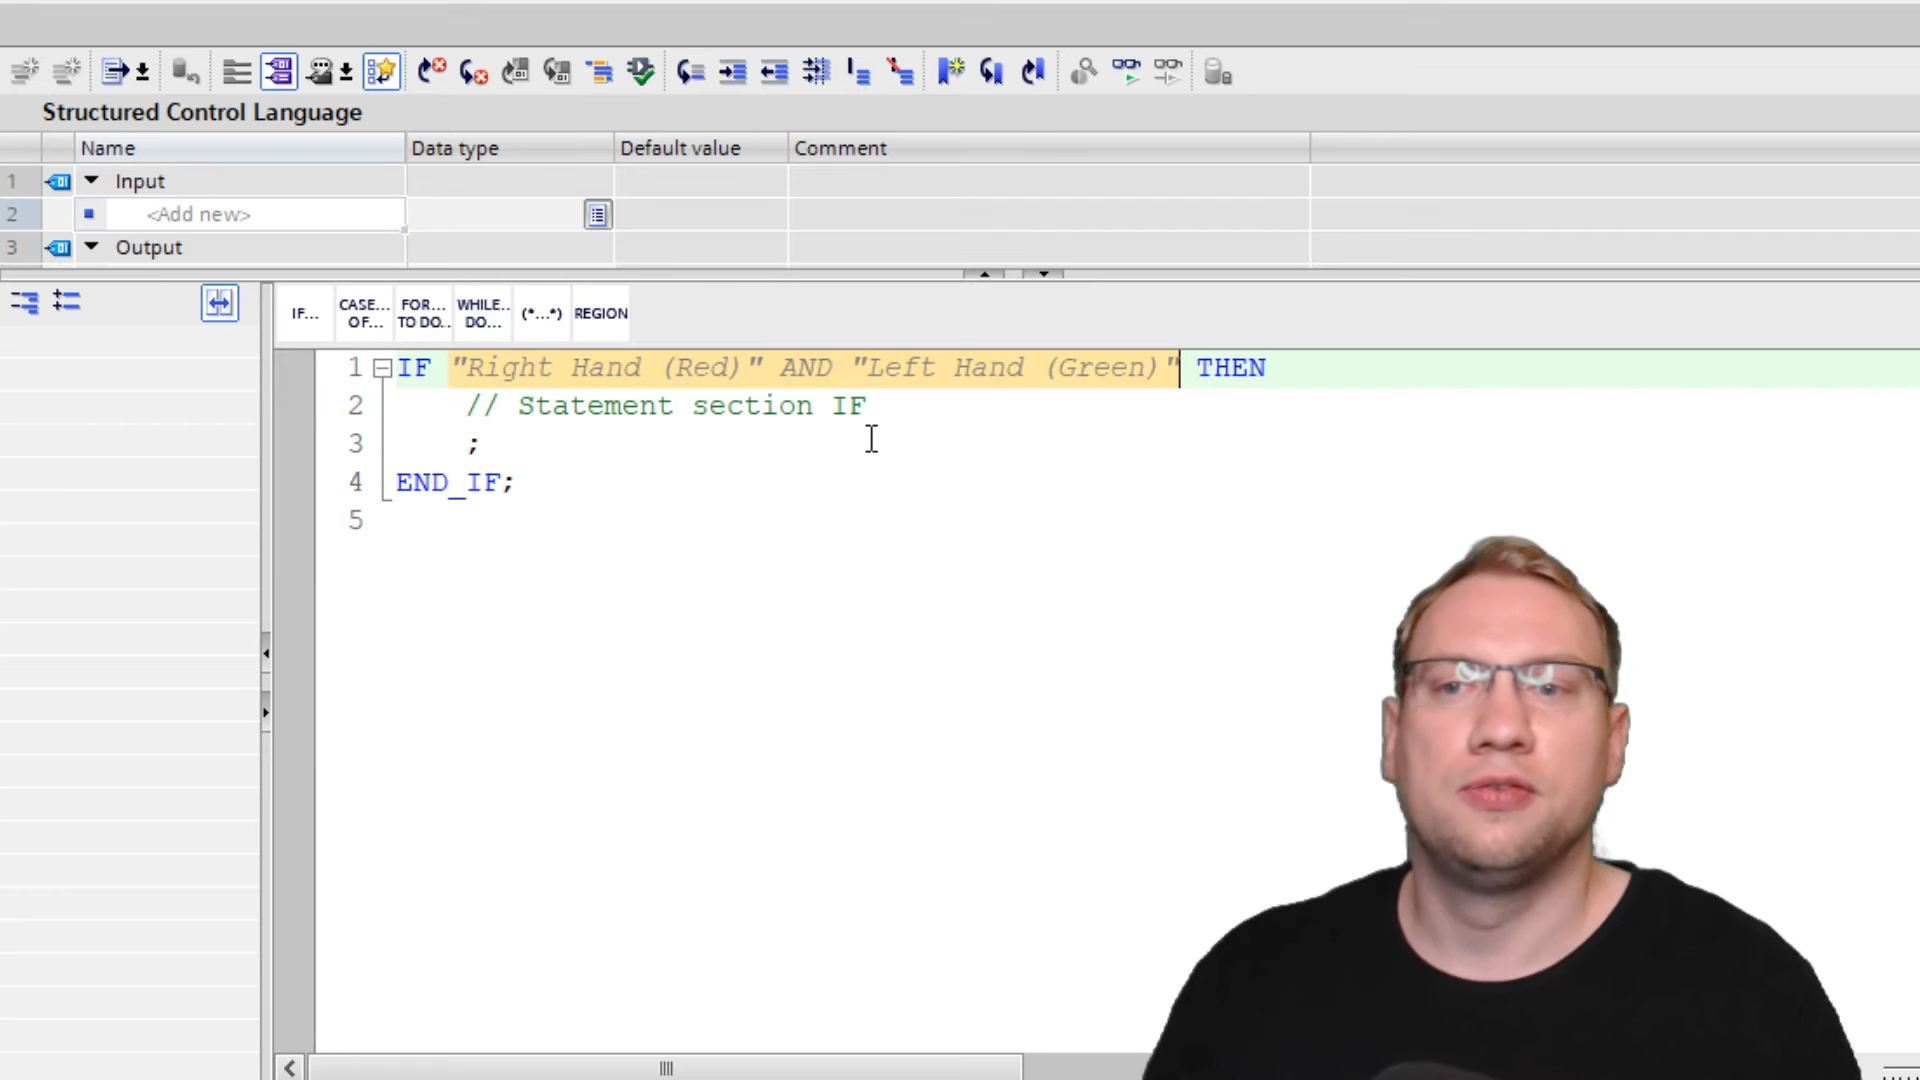 Structured Control Language
Name Data type Default value Comment
1 Input
2 <Add new>
3 Output
IF... CASE... OF... FOR... TO DO.. WHILE.. DO... (*...*) REGION
1 IF "Right Hand (Red)" AND "Left Hand (Green)" THEN
2 // Statement section IF
3 ;
4 END_IF;
5